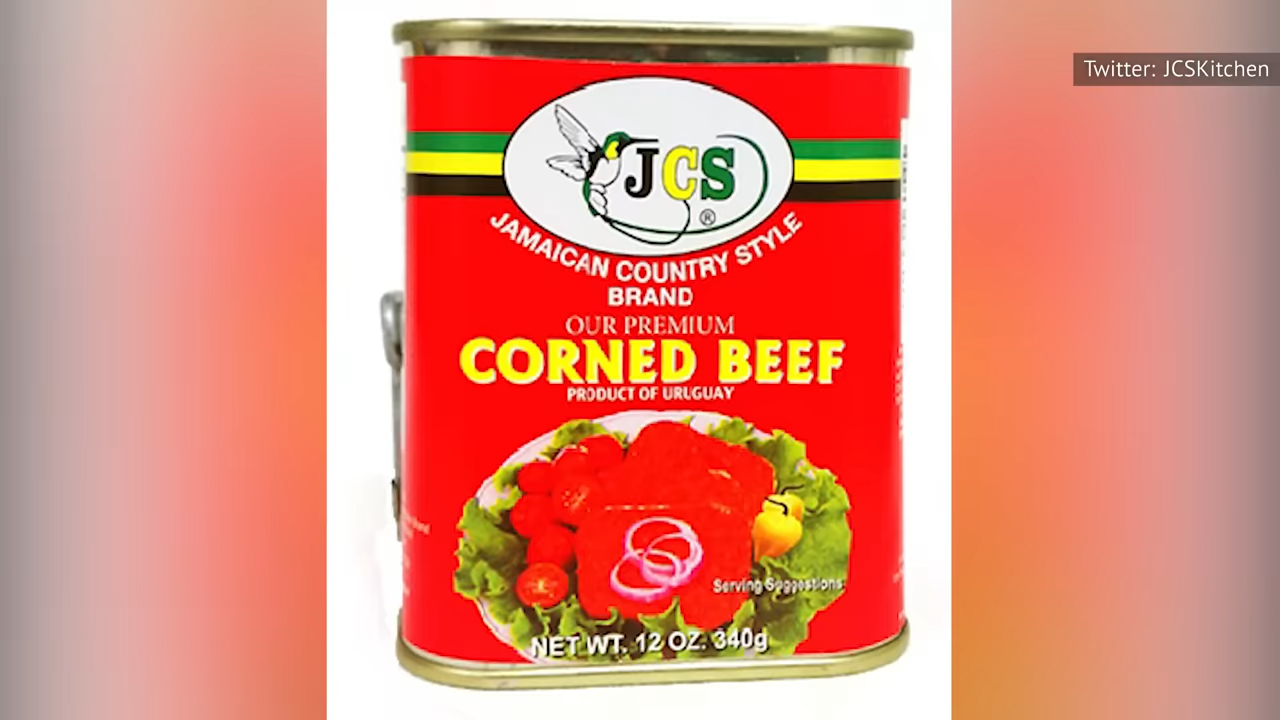 Twitter: JCSKitchen
JCS
®
JAMAICAN COUNTRY STYLE
BRAND
OUR PREMIUM
CORNED BEEF
PRODUCT OF URUGUAY
Serving Suggestions
NET WT. 12 OZ. 340g